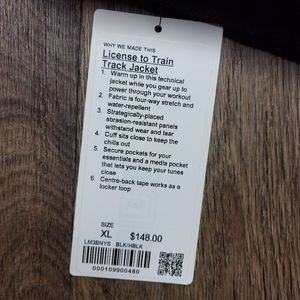 WHY WE MADE THIS
License to Train
Track Jacket
1. Warm up in this technical
jacket while you gear up to
power through your workout
2. Fabric is four-way stretch and
water-repellent
3. Strategically-placed
abrasion-resistant panels
withstand wear and tear
4. Cuff sits close to keep the
chills out
5. Secure pockets for your
essentials and a media pocket
that lets you keep your tunes
close
6. Centre-back tape works as a
locker loop
SIZE
XL $148.00
LM3BNYS BLK/HBLK
000109900480